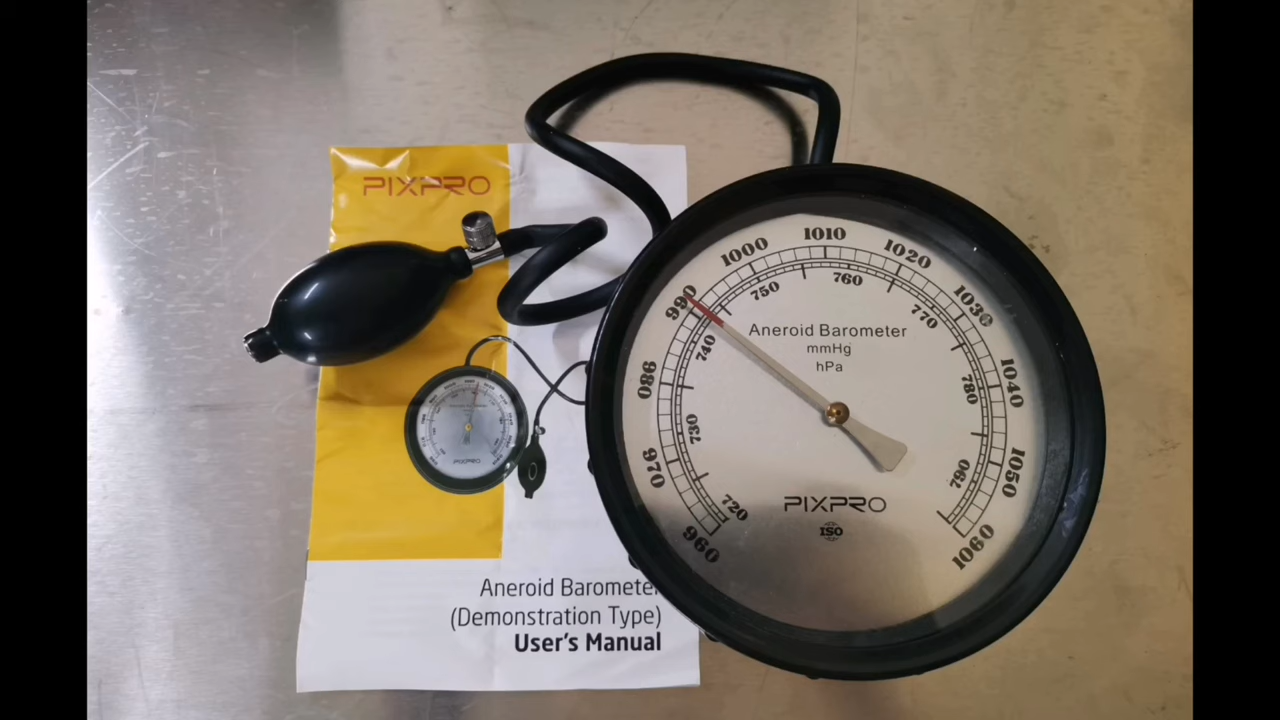 PIXPRO
Aneroid Barometer
(Demonstration Type)
User's Manual
960
970
980
990
1000
1010
1020
1030
1040
1050
1060
720
730
740
750
760
770
780
790
Aneroid Barometer
mmHg
hPa
PIXPRO
ISO
PIXPRO